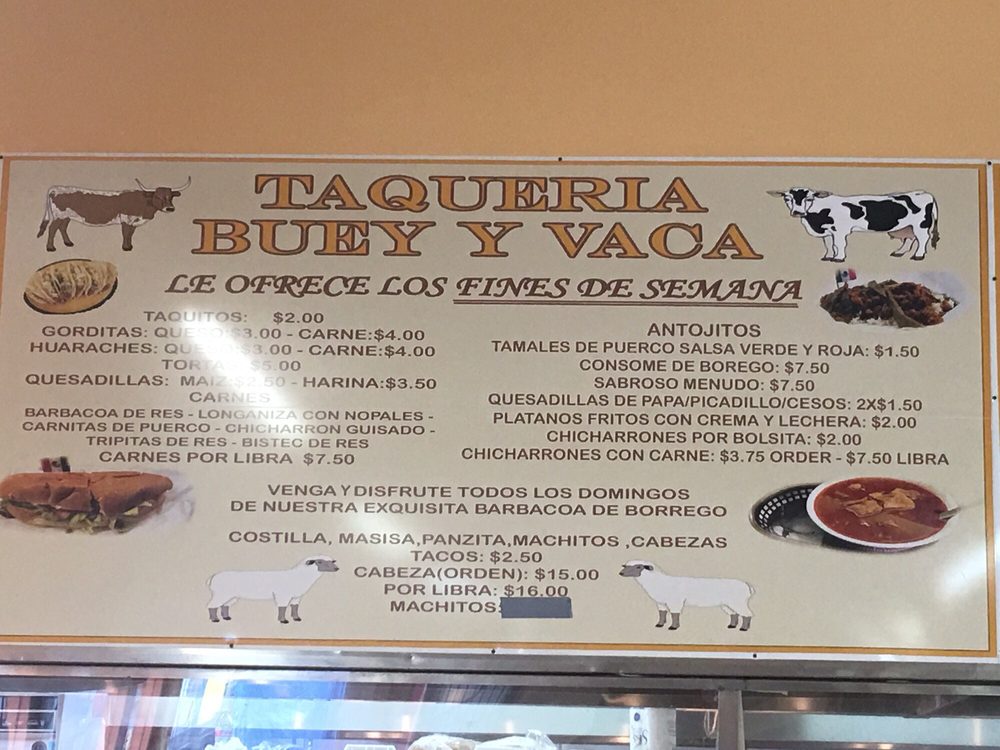 TAQUERIA
BUEY Y VACA
LE OFRECE LOS FINES DE SEMANA
TAQUITOS: $2.00
GORDITAS: QUESO:$3.00 - CARNE:$4.00
HUARACHES: QUESO:$3.00 - CARNE:$4.00
TORTAS: $5.00
QUESADILLAS: MAIZ:$2.50 - HARINA:$3.50
CARNES
BARBACOA DE RES - LONGANIZA CON NOPALES -
CARNITAS DE PUERCO - CHICHARRON GUISADO -
TRIPITAS DE RES - BISTEC DE RES
CARNES POR LIBRA $7.50
ANTOJITOS
TAMALES DE PUERCO SALSA VERDE Y ROJA: $1.50
CONSOME DE BOREGO: $7.50
SABROSO MENUDO: $7.50
QUESADILLAS DE PAPA/PICADILLO/CESOS: 2X$1.50
PLATANOS FRITOS CON CREMA Y LECHERA: $2.00
CHICHARRONES POR BOLSITA: $2.00
CHICHARRONES CON CARNE: $3.75 ORDER - $7.50 LIBRA
VENGA Y DISFRUTE TODOS LOS DOMINGOS
DE NUESTRA EXQUISITA BARBACOA DE BORREGO
COSTILLA, MASISA,PANZITA,MACHITOS ,CABEZAS
TACOS: $2.50
CABEZA(ORDEN): $15.00
POR LIBRA: $16.00
MACHITOS: